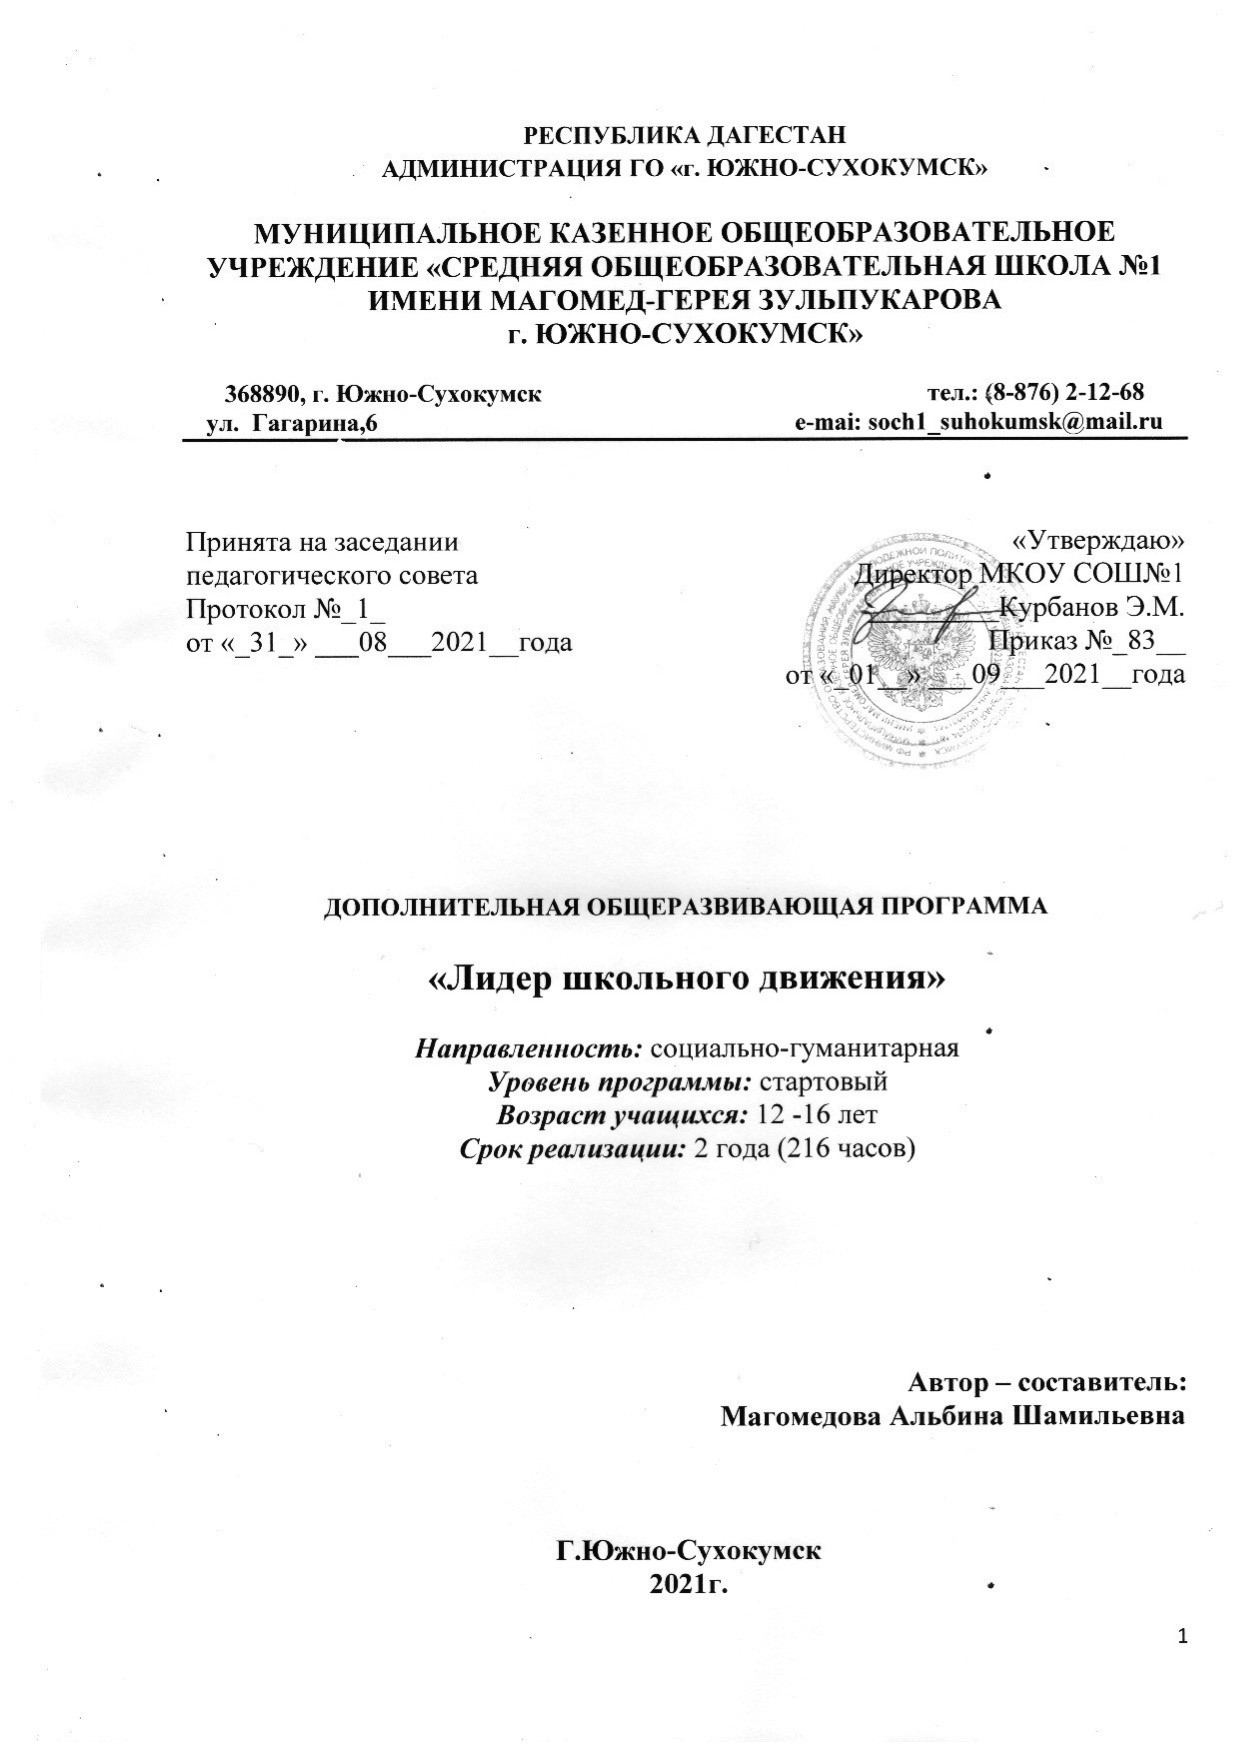 РЕСПУБЛИКА ДАГЕСТАН
АДМИНИСТРАЦИЯ ГО «г. ЮЖНО-СУХОКУМСК»
МУНИЦИПАЛЬНОЕ КАЗЕННОЕ ОБЩЕОБРАЗОВАТЕЛЬНОЕ
УЧРЕЖДЕНИЕ «СРЕДНЯЯ ОБЩЕОБРАЗОВАТЕЛЬНАЯ ШКОЛА №1
ИМЕНИ МАГОМЕД-ГЕРЕЯ ЗУЛЬПУКАРОВА
г. ЮЖНО-СУХОКУМСК»
368890, г. Южно-Сухокумск тел.: (8-876) 2-12-68
ул. Гагарина,6 e-mai: soch1_suhokumsk@mail.ru
Принята на заседании
педагогического совета
Протокол №_1_
от «_31_» ___08___2021__года
«Утверждаю»
Директор МКОУ СОШ№1
_________Курбанов Э.М.
Приказ №_83__
от «_01__» ___09___2021__года
ДОПОЛНИТЕЛЬНАЯ ОБЩЕРАЗВИВАЮЩАЯ ПРОГРАММА
«Лидер школьного движения»
Направленность: социально-гуманитарная
Уровень программы: стартовый
Возраст учащихся: 12 -16 лет
Срок реализации: 2 года (216 часов)
Автор – составитель:
Магомедова Альбина Шамильевна
Г.Южно-Сухокумск
2021г.
1